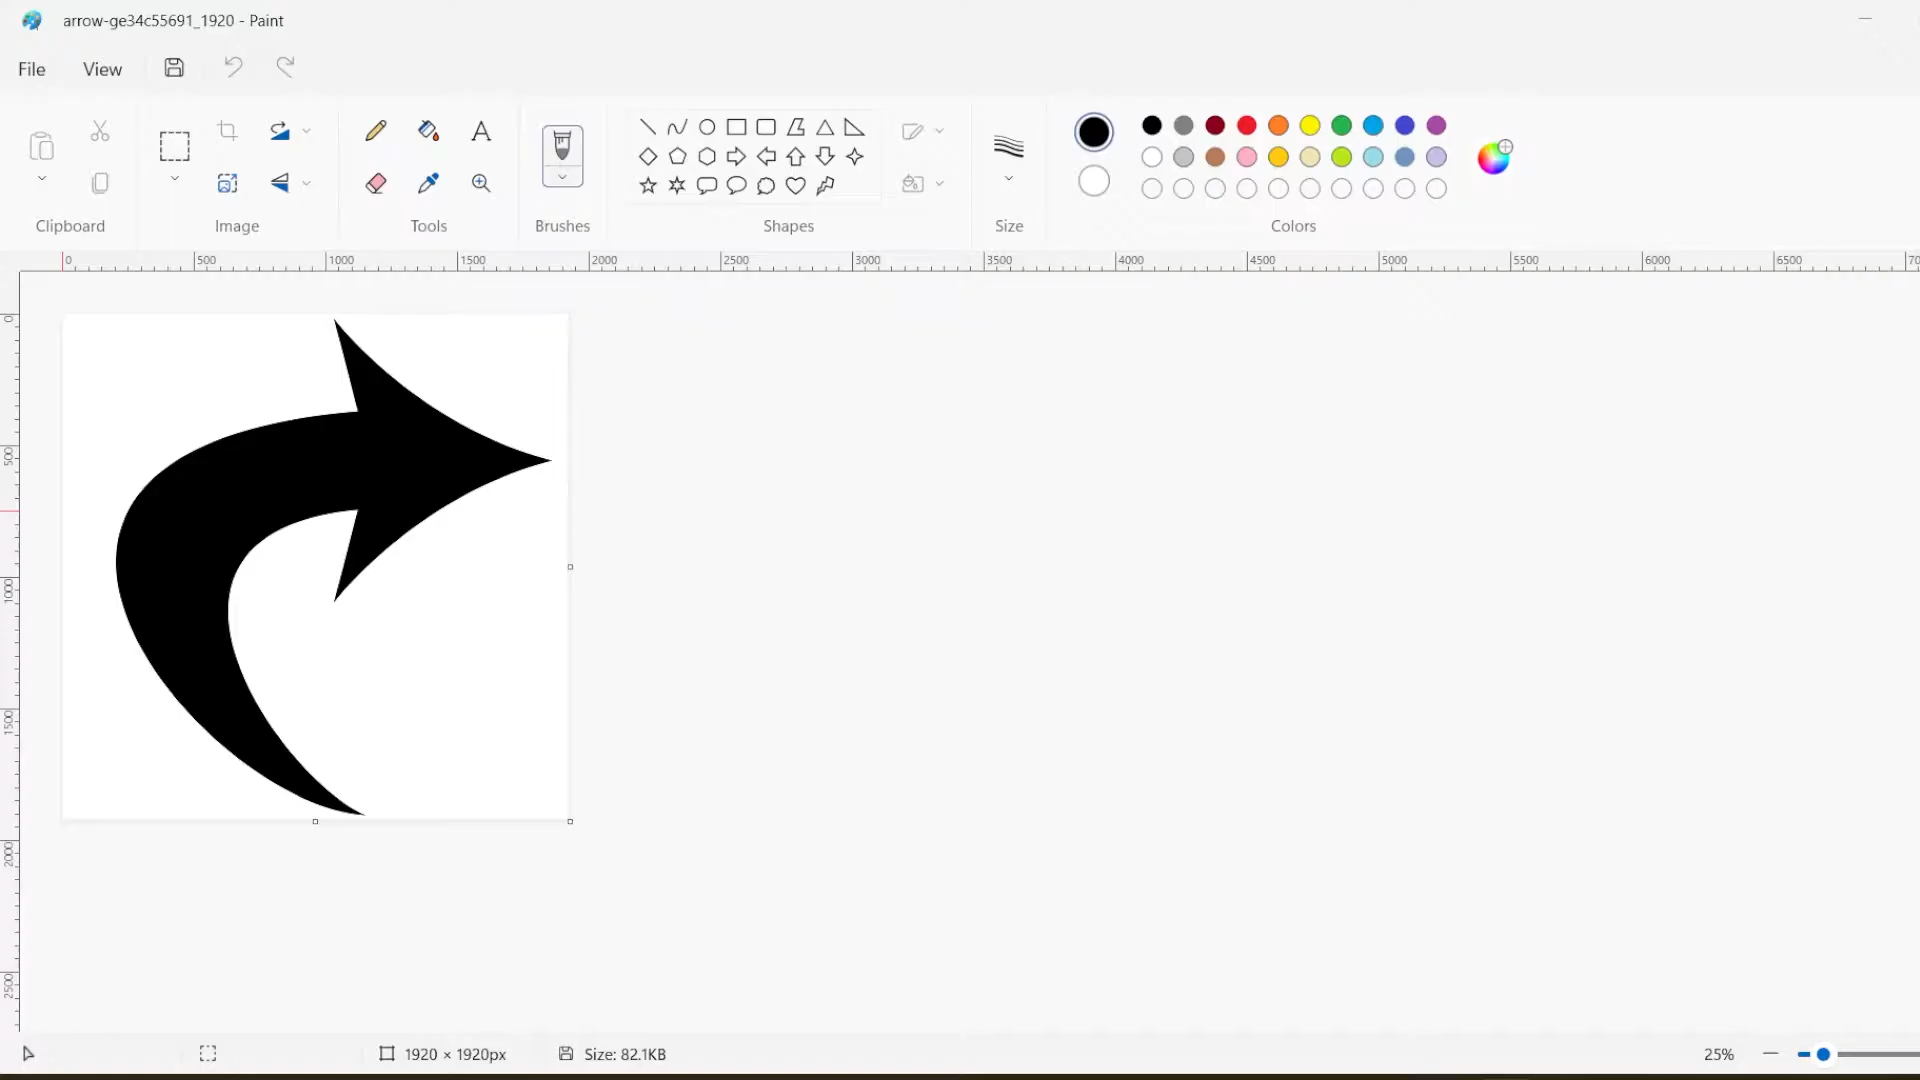 arrow-ge34c55691_1920 - Paint
File View
Clipboard Image Tools Brushes Shapes Size Colors
0 500 1000 1500 2000 2500 3000 3500 4000 4500 5000 5500 6000 6500 70
0
500
1000
1500
2000
2500
1920 × 1920px Size: 82.1KB 25%